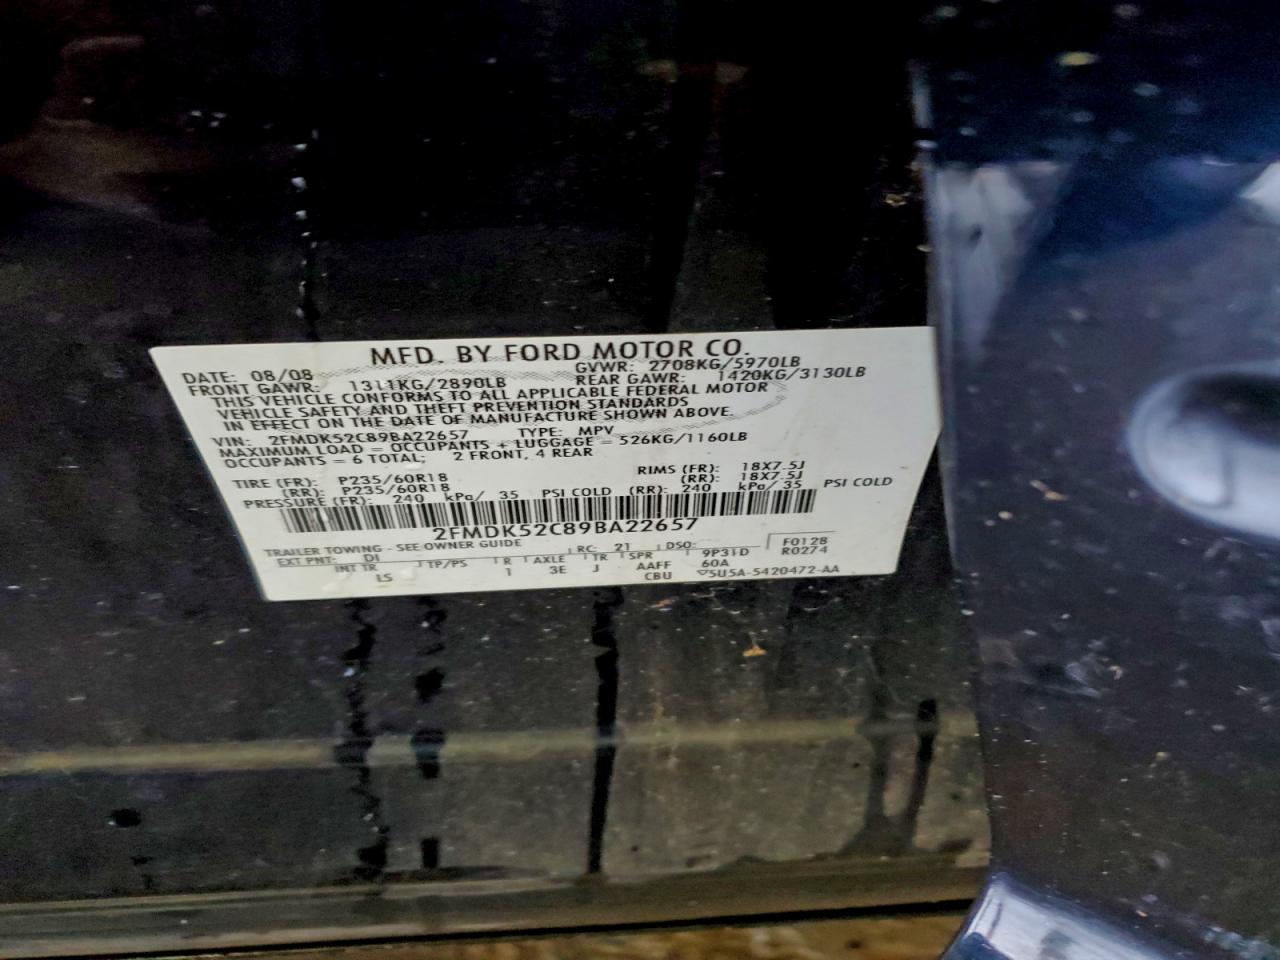 MFD. BY FORD MOTOR CO.
DATE: 08/08 GVWR: 2708KG/5970LB
FRONT GAWR: 1311KG/2890LB REAR GAWR: 1420KG/3130LB
THIS VEHICLE CONFORMS TO ALL APPLICABLE FEDERAL MOTOR
VEHICLE SAFETY AND THEFT PREVENTION STANDARDS
IN EFFECT ON THE DATE OF MANUFACTURE SHOWN ABOVE.
VIN: 2FMDK52C89BA22657 TYPE: MPV
MAXIMUM LOAD = OCCUPANTS + LUGGAGE = 526KG/1160LB
OCCUPANTS = 6 TOTAL; 2 FRONT, 4 REAR
TIRE (FR): P235/60R18 RIMS (FR): 18X7.5J
(RR): P235/60R18 (RR): 18X7.5J
PRESSURE (FR): 240 kPa/ 35 PSI COLD (RR): 240 kPa/ 35 PSI COLD
2FMDK52C89BA22657
TRAILER TOWING - SEE OWNER GUIDE F0128
EXT PNT: DI RC: 21 DSO: 9P31D R0274
INT TR TP/PS R AXLE TR SPR 60A
LS 1 3E J AAFF
CBU ▽5U5A-5420472-AA